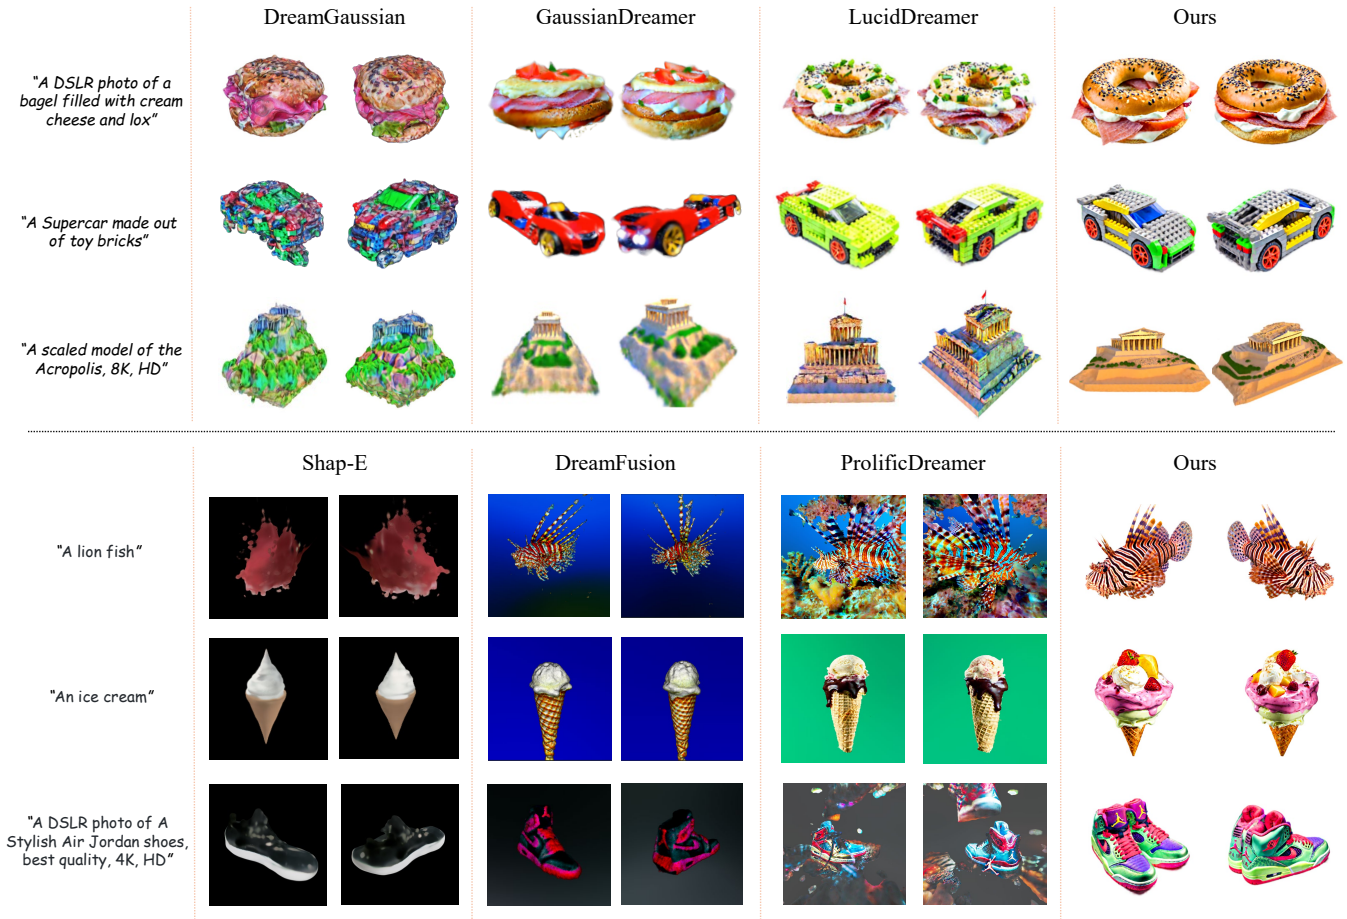 DreamGaussian GaussianDreamer LucidDreamer Ours
“A DSLR photo of a
bagel filled with cream
cheese and lox”
“A Supercar made out
of toy bricks”
“A scaled model of the
Acropolis, 8K, HD”
Shap-E DreamFusion ProlificDreamer Ours
“A lion fish”
“An ice cream”
“A DSLR photo of A
Stylish Air Jordan shoes,
best quality, 4K, HD”